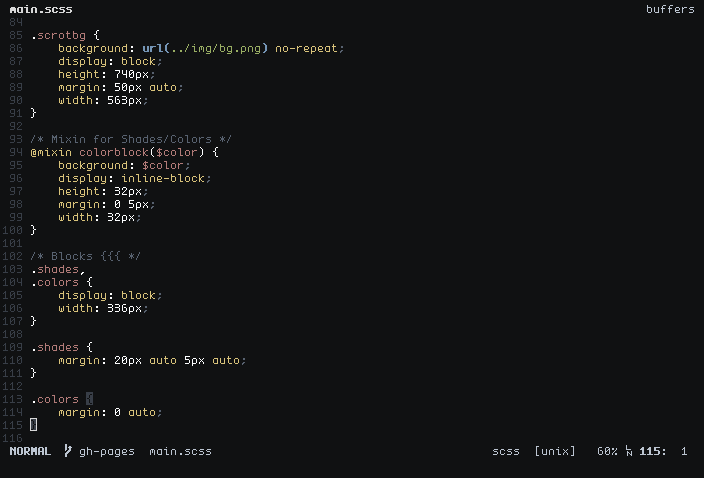 main.scss buffers
84
85 .scrotbg {
86     background: url(../img/bg.png) no-repeat;
87     display: block;
88     height: 740px;
89     margin: 50px auto;
90     width: 563px;
91 }
92
93 /* Mixin for Shades/Colors */
94 @mixin colorblock($color) {
95     background: $color;
96     display: inline-block;
97     height: 32px;
98     margin: 0 5px;
99     width: 32px;
100 }
101
102 /* Blocks {{{ */
103 .shades,
104 .colors {
105     display: block;
106     width: 336px;
107 }
108
109 .shades {
110     margin: 20px auto 5px auto;
111 }
112
113 .colors {
114     margin: 0 auto;
115 }
116
NORMAL gh-pages main.scss scss [unix] 60% LN 115: 1